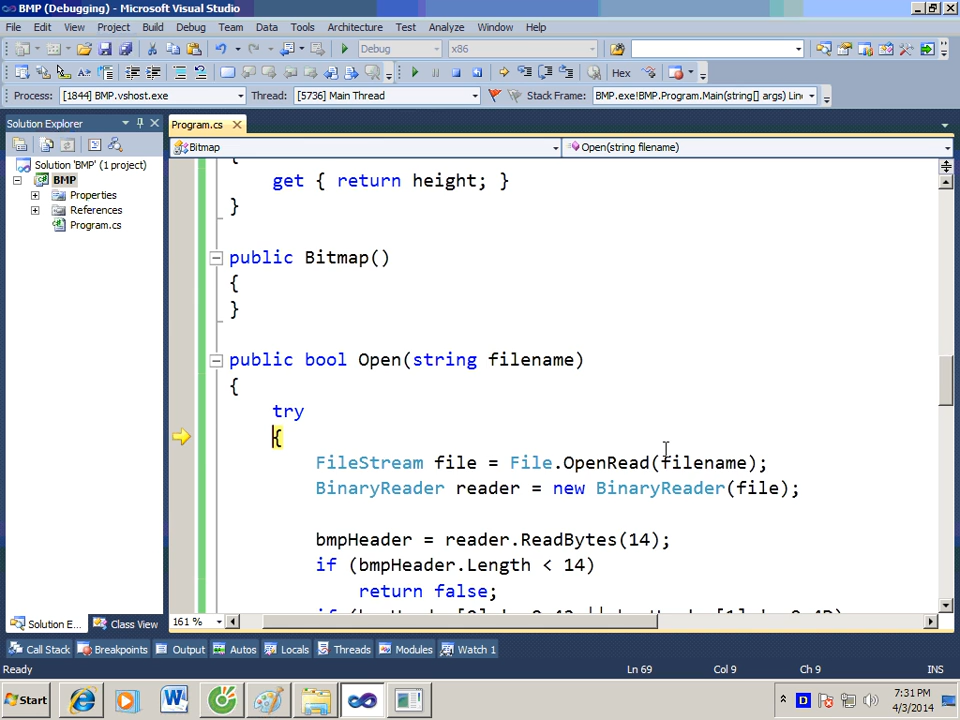 BMP (Debugging) - Microsoft Visual Studio
File Edit View Project Build Debug Team Data Tools Architecture Test Analyze Window Help
Debug x86
Hex
Process: [1844] BMP.vshost.exe Thread: [5736] Main Thread Stack Frame: BMP.exe!BMP.Program.Main(string[] args) Line
Solution Explorer
Program.cs
Bitmap Open(string filename)
Solution 'BMP' (1 project)
BMP
Properties
References
Program.cs
{
get { return height; }
}
public Bitmap()
{
}
public bool Open(string filename)
{
try
{
FileStream file = File.OpenRead(filename);
BinaryReader reader = new BinaryReader(file);
bmpHeader = reader.ReadBytes(14);
if (bmpHeader.Length < 14)
return false;
161 %
Solution E... Class View
Call Stack Breakpoints Output Autos Locals Threads Modules Watch 1
Ready Ln 69 Col 9 Ch 9 INS
Start
D
7:31 PM
4/3/2014